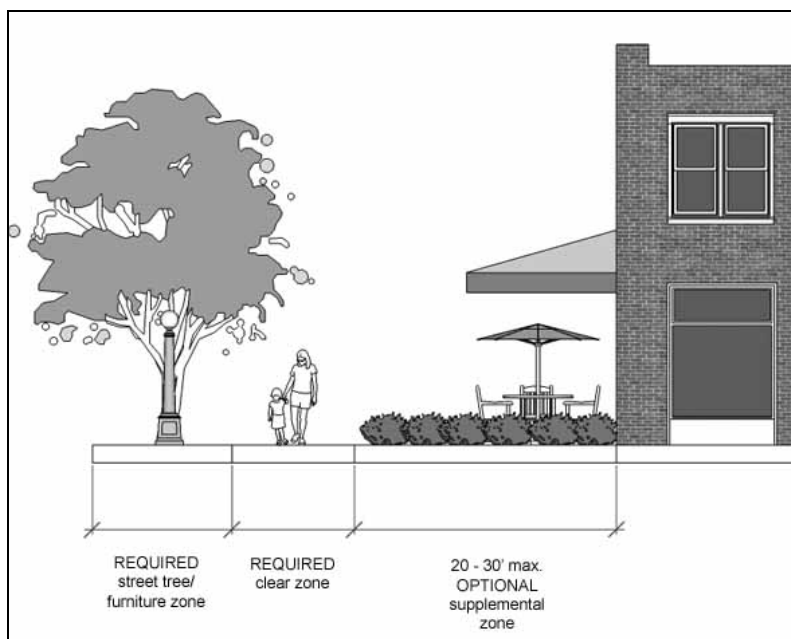 REQUIRED
street tree/
furniture zone
REQUIRED
clear zone
20 - 30' max.
OPTIONAL
supplemental
zone